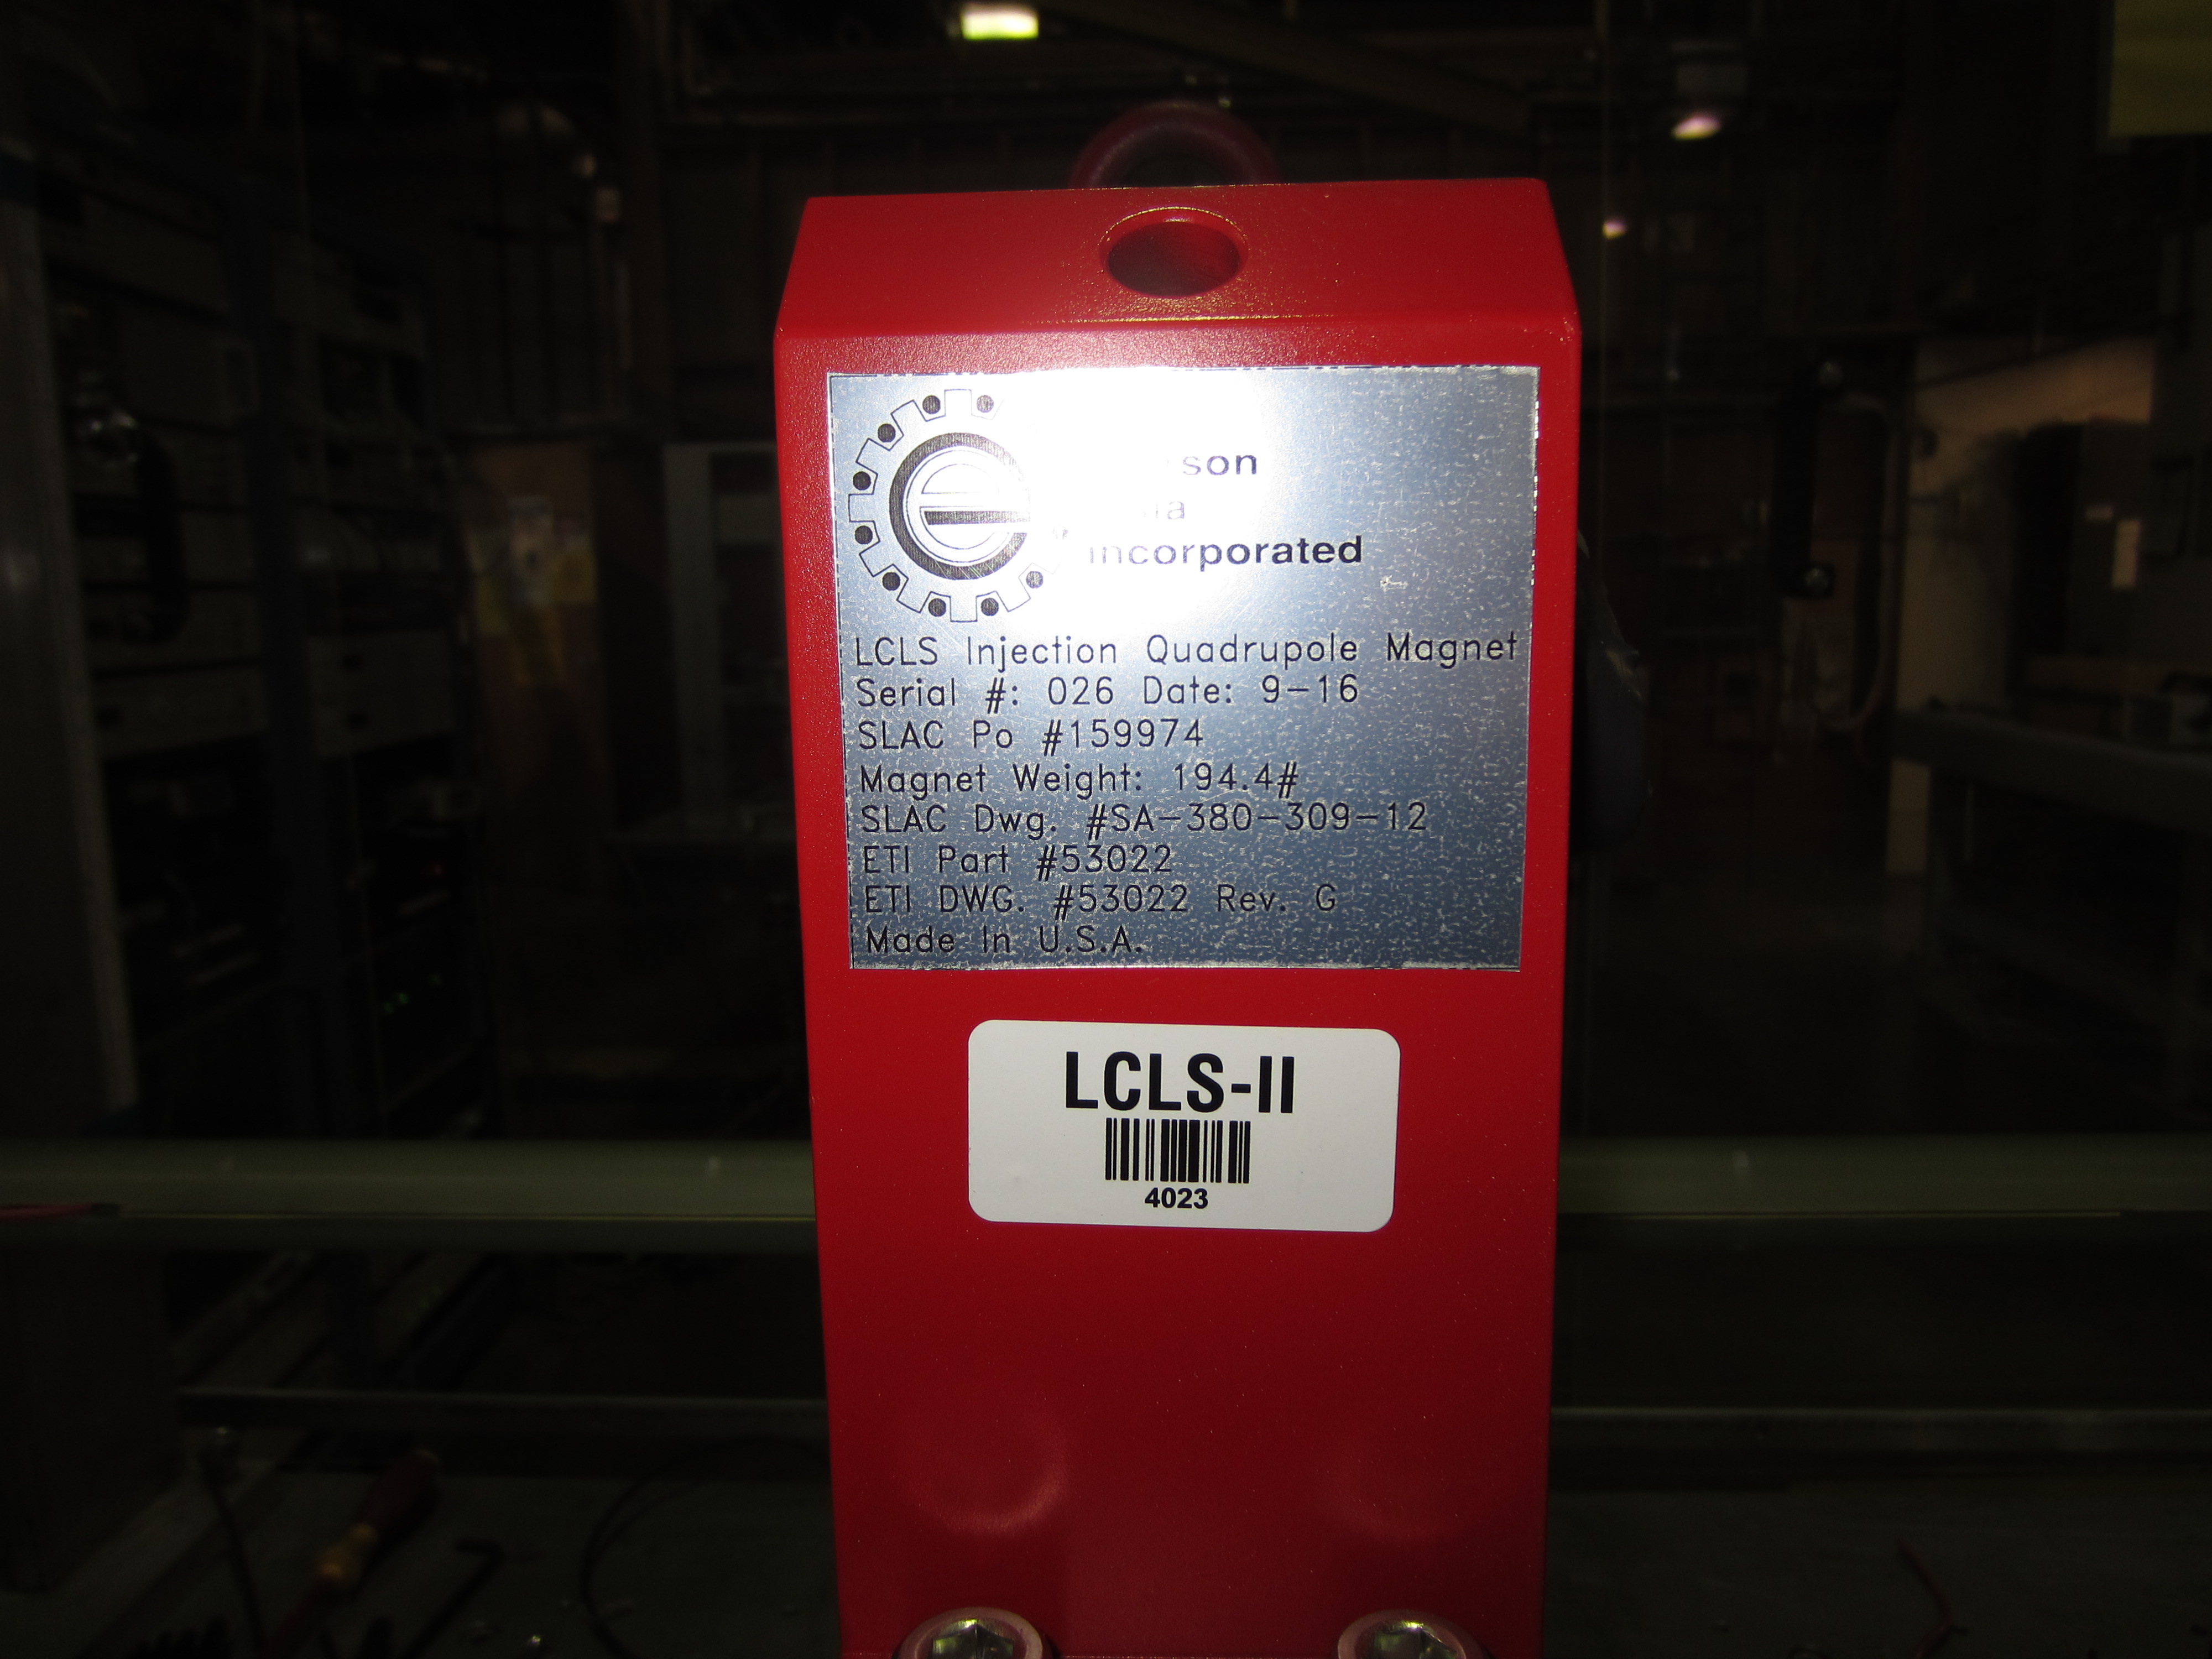 incorporated
LCLS Injection Quadrupole Magnet
Serial #: 026 Date: 9-16
SLAC Po #159974
Magnet Weight: 194.4#
SLAC Dwg. #SA-380-309-12
ETI Part #53022
ETI DWG. #53022 Rev. G
Made In U.S.A.
LCLS-II
4023